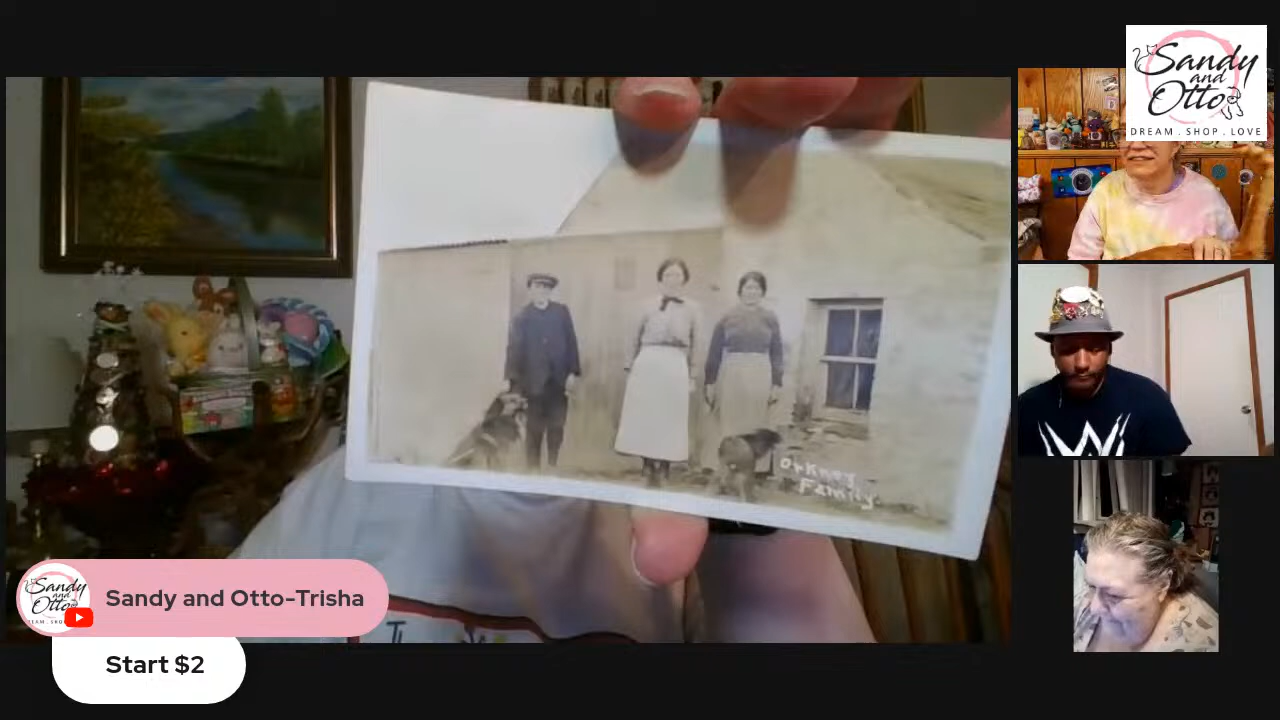 Sandy
and
Otto
DREAM . SHOP . LOVE
Orkney
Family
Sandy and Otto-Trisha
Start $2